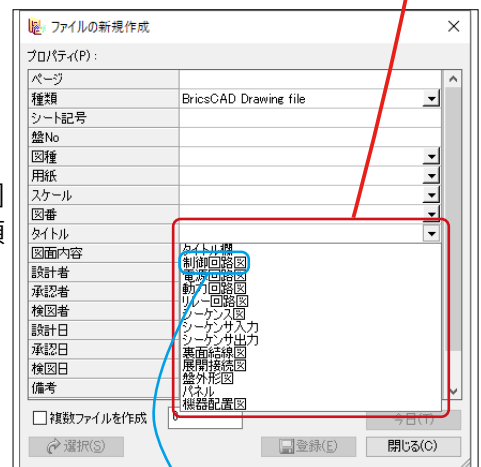 ファイルの新規作成
プロパティ(P):
ページ
種類 BricsCAD Drawing file
シート記号
盤No
図種
用紙
スケール
図番
タイトル
図面内容
設計者
承認者
検図者
設計日
承認日
検図日
備考
タイトル欄
制御回路図
電源回路図
動力回路図
リレー回路図
シーケンス図
シーケンサ入力
シーケンサ出力
裏面結線図
展開接続図
盤外形図
パネル
機器配置図
複数ファイルを作成
今日(T)
選択(S) 登録(E) 閉じる(C)